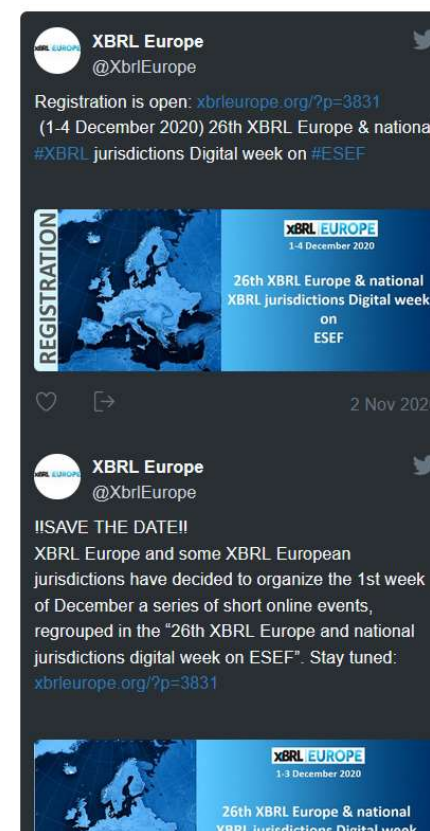 XBRL Europe
@XbrlEurope
Registration is open: xbrleurope.org/?p=3831
(1-4 December 2020) 26th XBRL Europe & nationa
#XBRL jurisdictions Digital week on #ESEF
REGISTRATION
XBRL EUROPE
1-4 December 2020
26th XBRL Europe & national
XBRL jurisdictions Digital week
on
ESEF
2 Nov 202
XBRL Europe
@XbrlEurope
!!SAVE THE DATE!!
XBRL Europe and some XBRL European
jurisdictions have decided to organize the 1st week
of December a series of short online events,
regrouped in the “26th XBRL Europe and national
jurisdictions digital week on ESEF”. Stay tuned:
xbrleurope.org/?p=3831
XBRL EUROPE
1-3 December 2020
26th XBRL Europe & national
XBRL jurisdictions Digital week